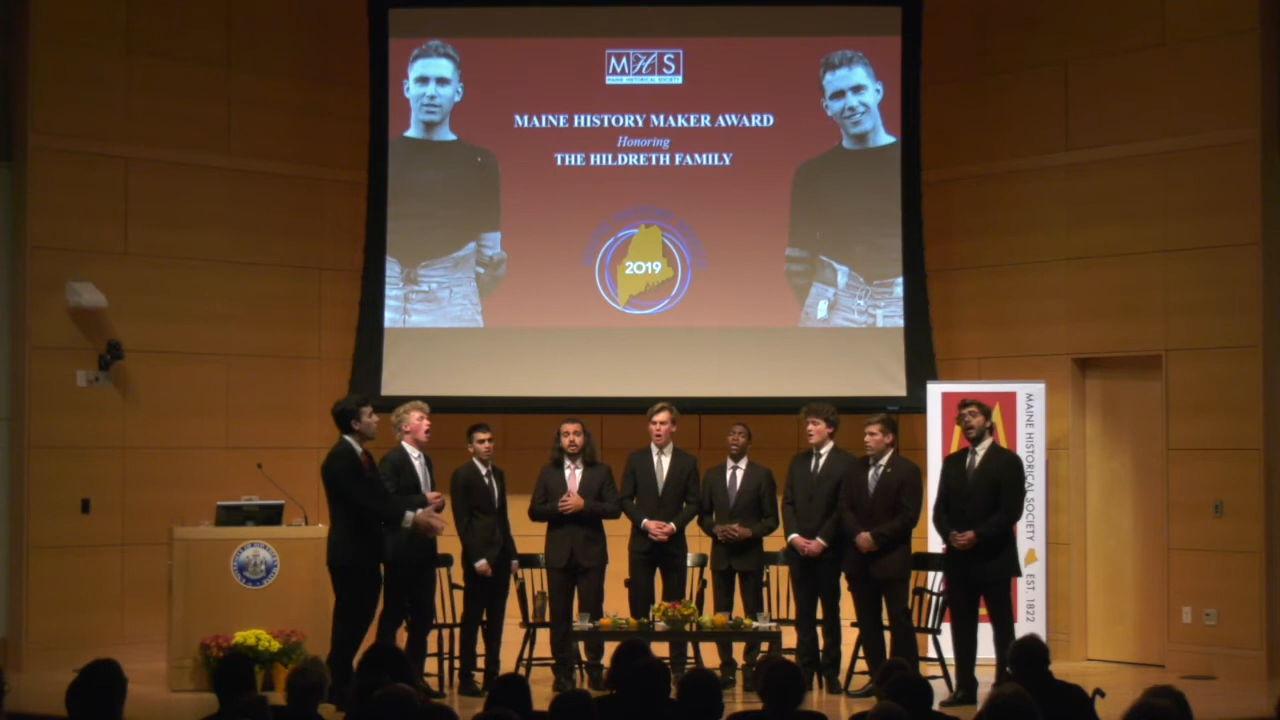 MHS
MAINE HISTORICAL SOCIETY
MAINE HISTORY MAKER AWARD
Honoring
THE HILDRETH FAMILY
2019
MAINE HISTORICAL SOCIETY EST. 1822